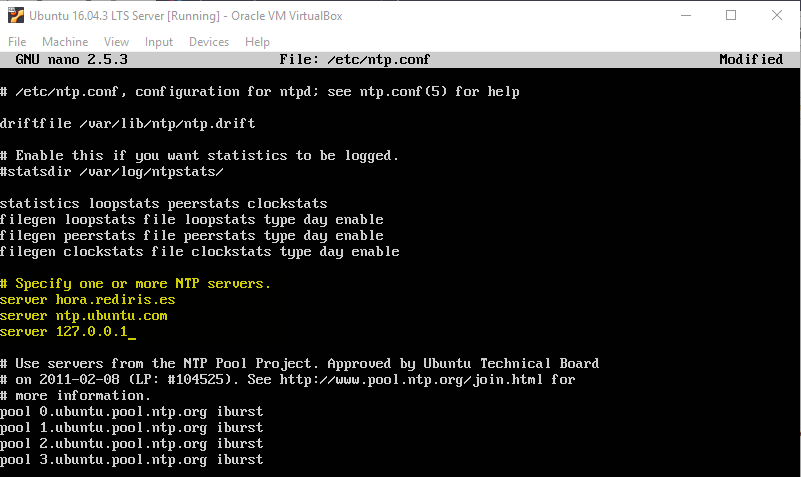 Ubuntu 16.04.3 LTS Server [Running] - Oracle VM VirtualBox
File Machine View Input Devices Help
GNU nano 2.5.3 File: /etc/ntp.conf Modified
# /etc/ntp.conf, configuration for ntpd; see ntp.conf(5) for help
driftfile /var/lib/ntp/ntp.drift
# Enable this if you want statistics to be logged.
#statsdir /var/log/ntpstats/
statistics loopstats peerstats clockstats
filegen loopstats file loopstats type day enable
filegen peerstats file peerstats type day enable
filegen clockstats file clockstats type day enable
# Specify one or more NTP servers.
server hora.rediris.es
server ntp.ubuntu.com
server 127.0.0.1_
# Use servers from the NTP Pool Project. Approved by Ubuntu Technical Board
# on 2011-02-08 (LP: #104525). See http://www.pool.ntp.org/join.html for
# more information.
pool 0.ubuntu.pool.ntp.org iburst
pool 1.ubuntu.pool.ntp.org iburst
pool 2.ubuntu.pool.ntp.org iburst
pool 3.ubuntu.pool.ntp.org iburst